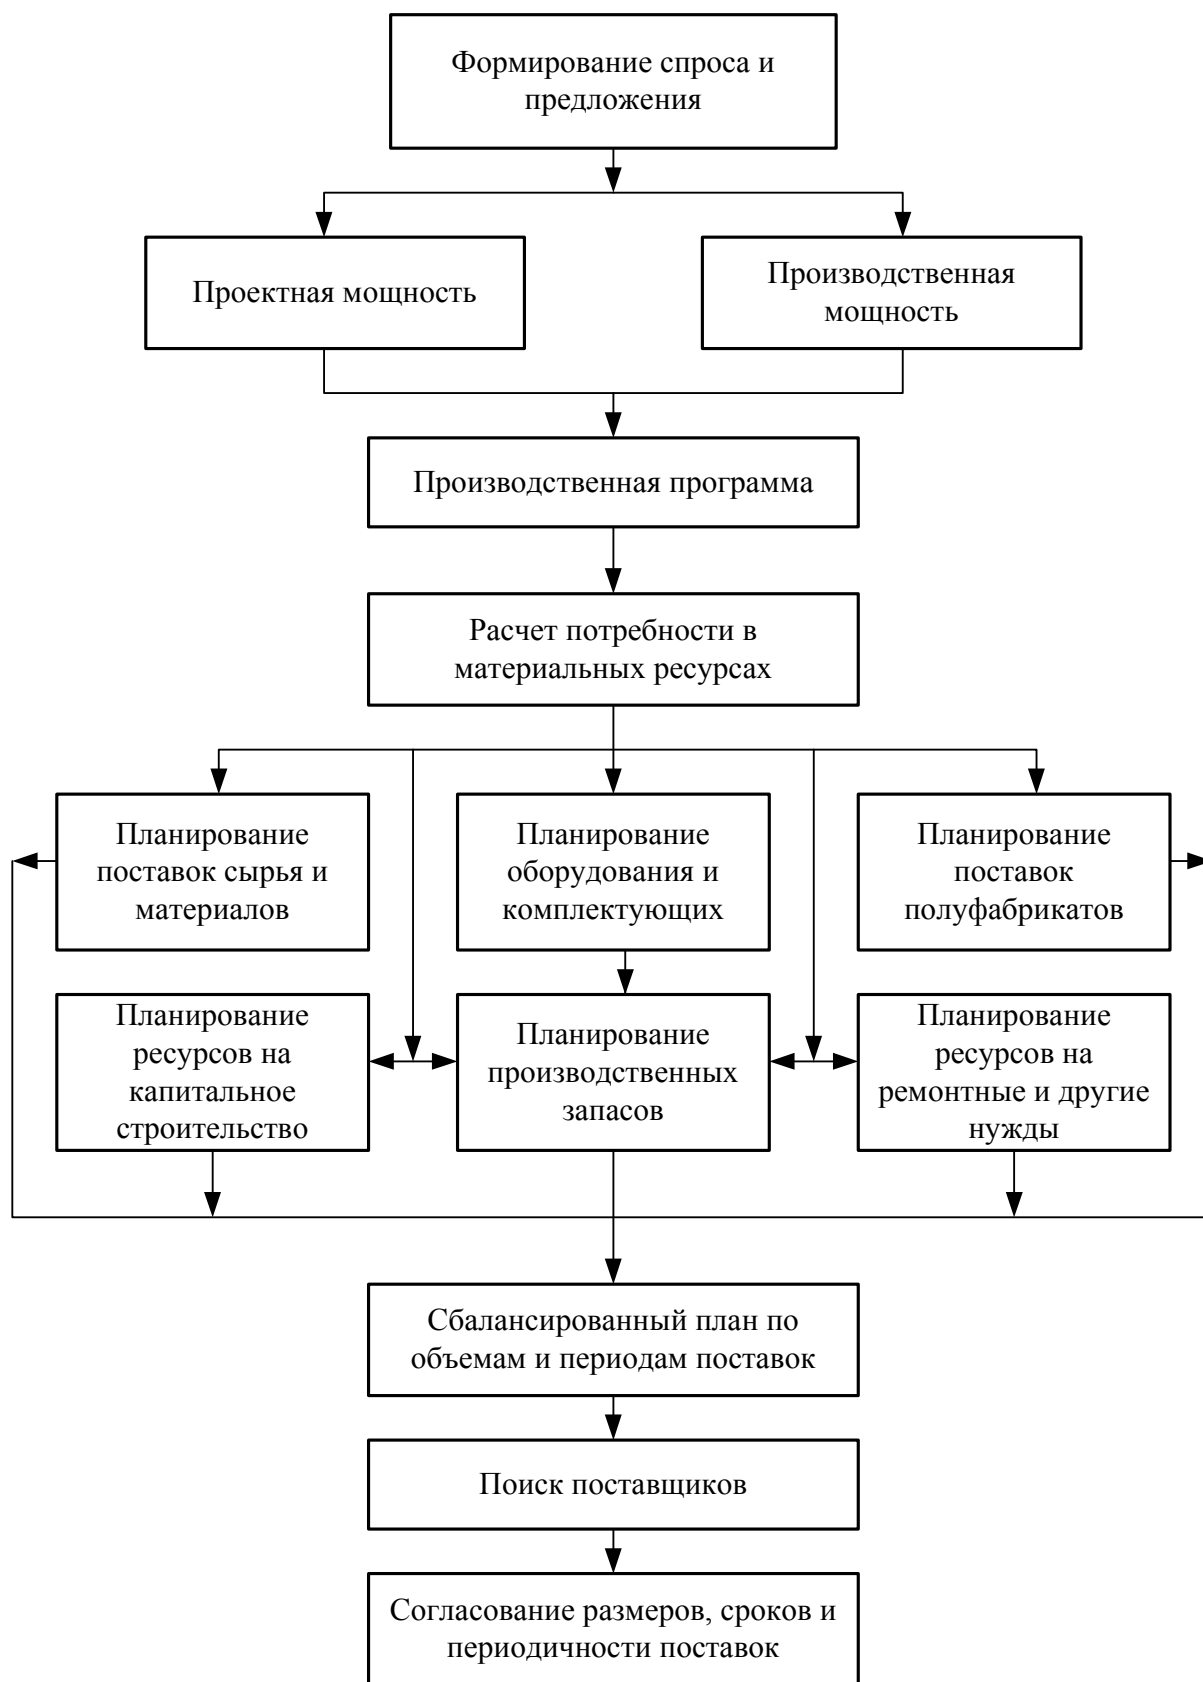 Формирование спроса и
предложения
Проектная мощность
Производственная
мощность
Производственная программа
Расчет потребности в
материальных ресурсах
Планирование
поставок сырья и
материалов
Планирование
оборудования и
комплектующих
Планирование
поставок
полуфабрикатов
Планирование
ресурсов на
капитальное
строительство
Планирование
производственных
запасов
Планирование
ресурсов на
ремонтные и другие
нужды
Сбалансированный план по
объемам и периодам поставок
Поиск поставщиков
Согласование размеров, сроков и
периодичности поставок